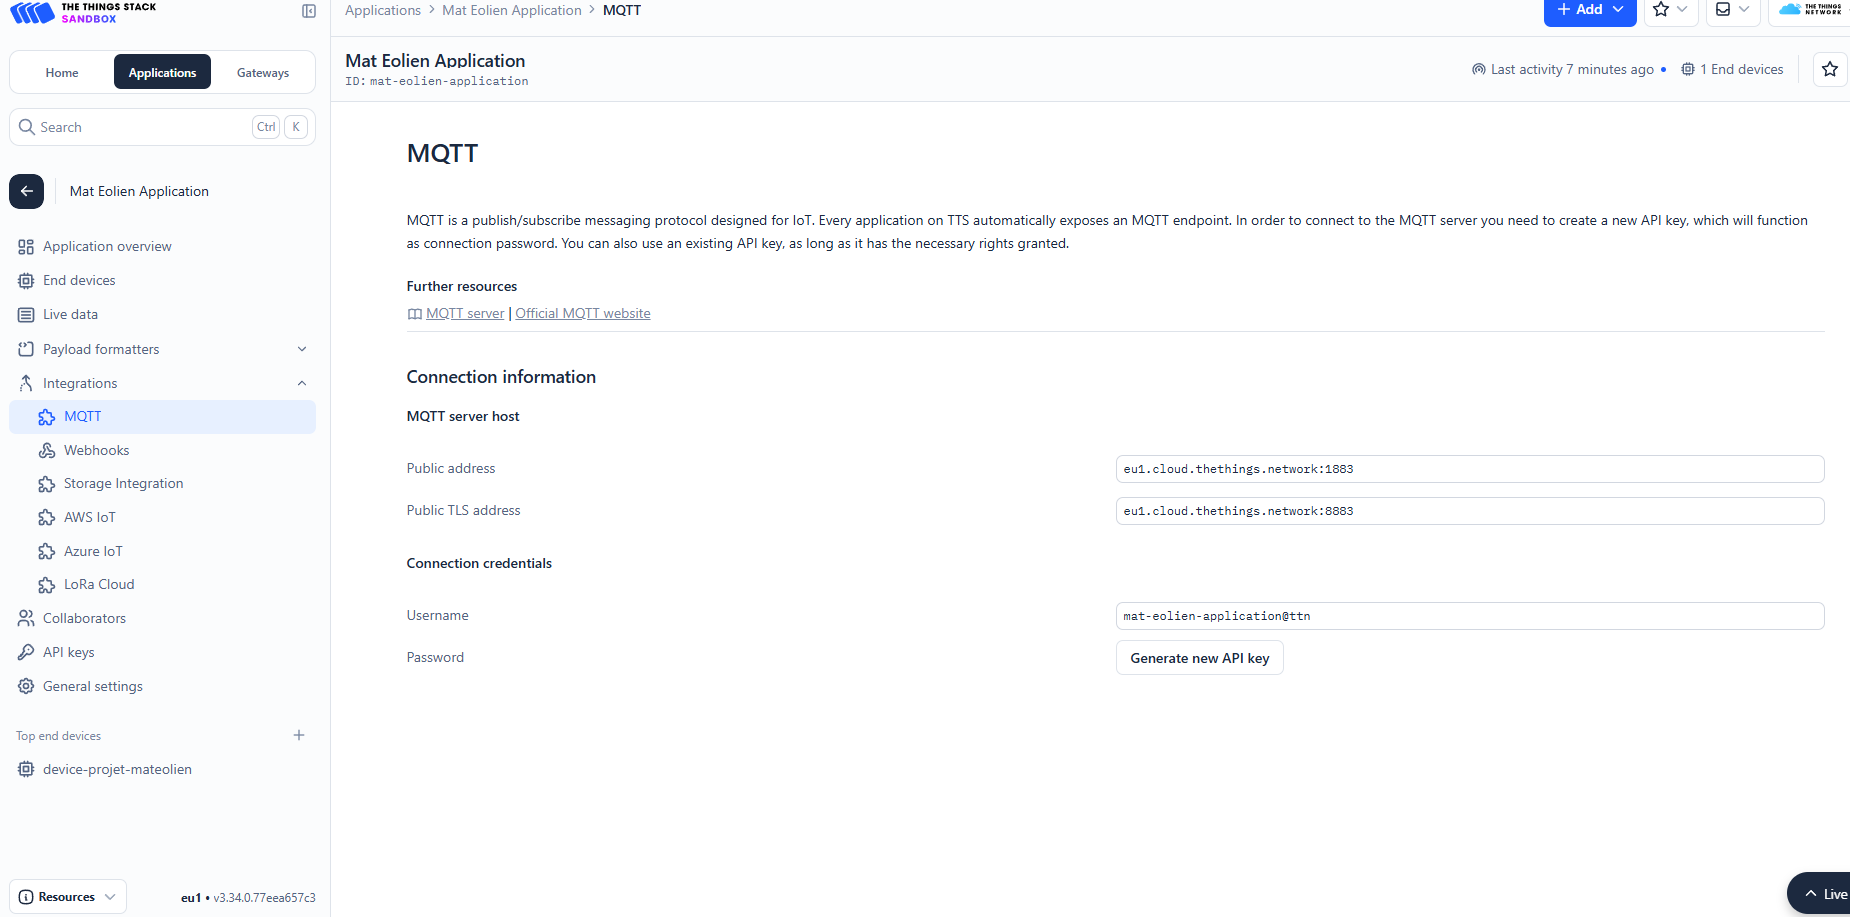 THE THINGS STACK
SANDBOX
Home
Applications
Gateways
Search
Ctrl
K
Mat Eolien Application
Application overview
End devices
Live data
Payload formatters
Integrations
MQTT
Webhooks
Storage Integration
AWS IoT
Azure IoT
LoRa Cloud
Collaborators
API keys
General settings
Top end devices
device-projet-mateolien
Resources
eu1 • v3.34.0.77eea657c3
Applications > Mat Eolien Application > MQTT
+ Add
THE THINGS
NETWORK
Mat Eolien Application
ID: mat-eolien-application
Last activity 7 minutes ago •
1 End devices
MQTT
MQTT is a publish/subscribe messaging protocol designed for IoT. Every application on TTS automatically exposes an MQTT endpoint. In order to connect to the MQTT server you need to create a new API key, which will function
as connection password. You can also use an existing API key, as long as it has the necessary rights granted.
Further resources
MQTT server | Official MQTT website
Connection information
MQTT server host
Public address
eu1.cloud.thethings.network:1883
Public TLS address
eu1.cloud.thethings.network:8883
Connection credentials
Username
mat-eolien-application@ttn
Password
Generate new API key
Live